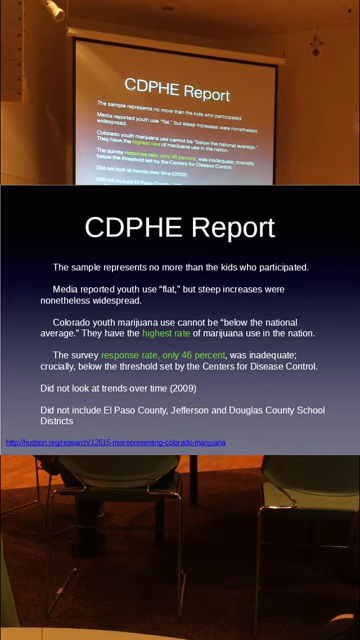 CDPHE Report
The sample represents no more than the kids who participated.
Media reported youth use "flat," but steep increases were nonetheless
widespread.
Colorado youth marijuana use cannot be "below the national average."
They have the highest rate of marijuana use in the nation.
The survey response rate, only 46 percent, was inadequate; crucially,
below the threshold set by the Centers for Disease Control.
Did not look at trends over time (2009)
Did not include El Paso County,
CDPHE Report
The sample represents no more than the kids who participated.
Media reported youth use "flat," but steep increases were
nonetheless widespread.
Colorado youth marijuana use cannot be "below the national
average." They have the highest rate of marijuana use in the nation.
The survey response rate, only 46 percent, was inadequate;
crucially, below the threshold set by the Centers for Disease Control.
Did not look at trends over time (2009)
Did not include El Paso County, Jefferson and Douglas County School
Districts
http://hudson.org/research/12615-misrepresenting-colorado-marijuana